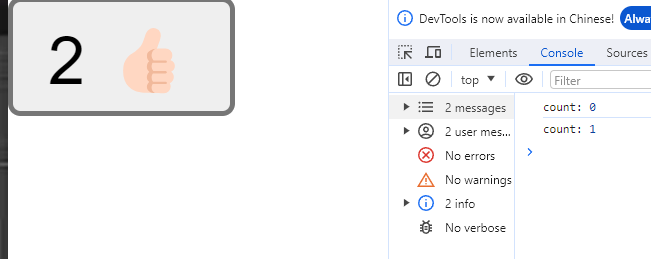 2 👍🏻
DevTools is now available in Chinese! Alway
Elements Console Sources
top Filter
2 messages
2 user mes...
No errors
No warnings
2 info
No verbose
count: 0
count: 1